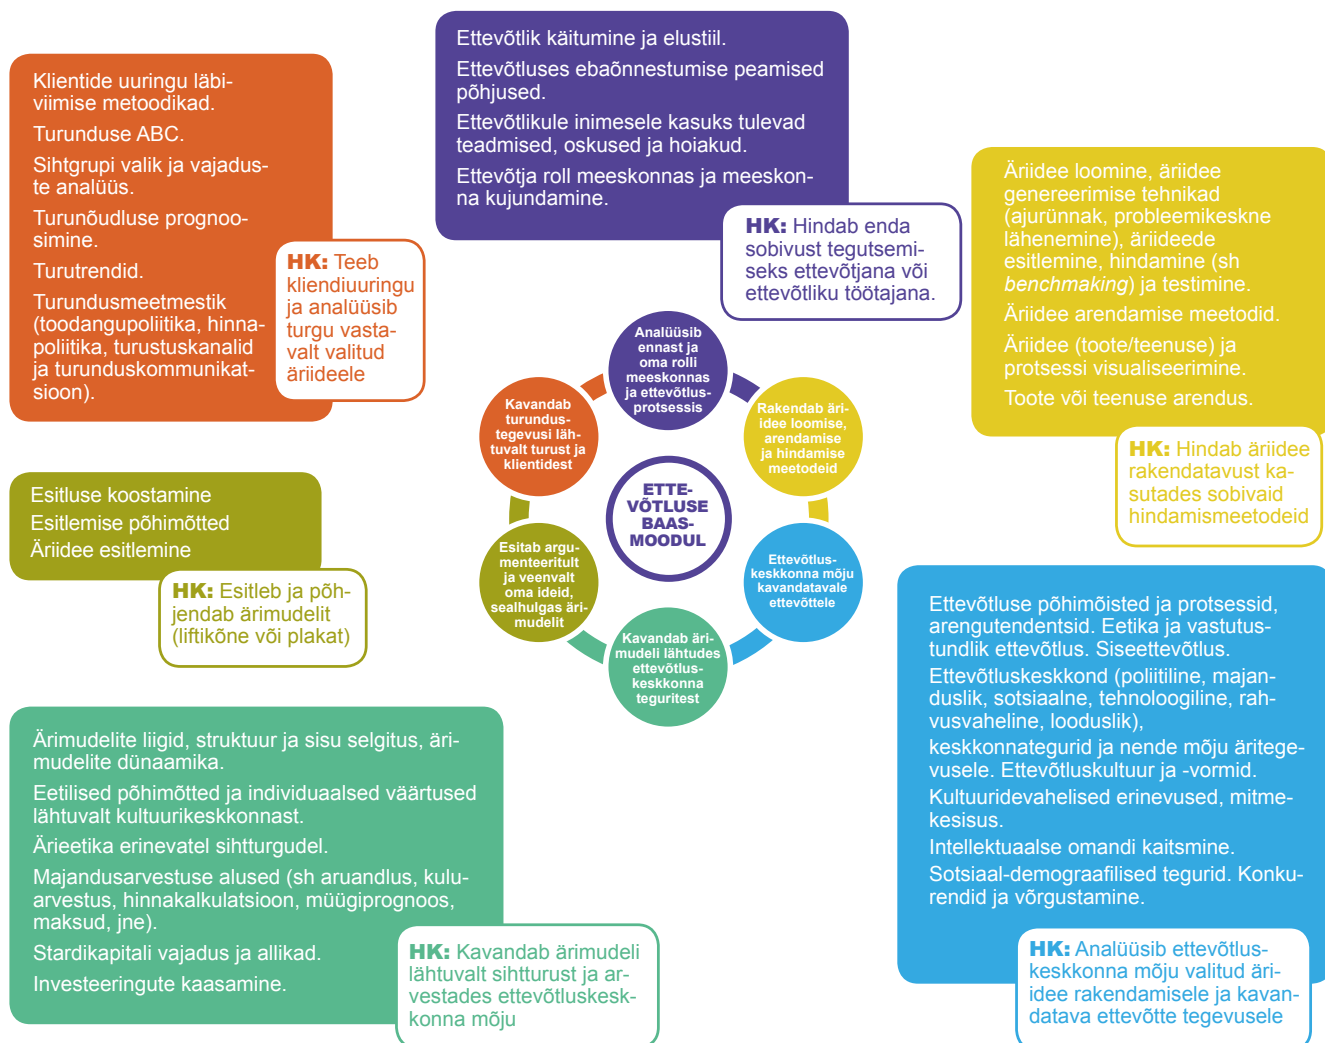 Klientide uuringu läbi-
viimise metoodikad.
Turunduse ABC.
Sihtgrupi valik ja vajadus-
te analüüs.
Turunõudluse prognoo-
simine.
Turutrendid.
Turundusmeetmestik
(toodangupoliitika, hinna-
poliitika, turustuskanalid
ja turunduskommunikat-
sioon).
HK: Teeb
kliendiuuringu
ja analüüsib
turgu vasta-
valt valitud
äriideele
Ettevõtlik käitumine ja elustiil.
Ettevõtluses ebaõnnestumise peamised
põhjused.
Ettevõtlikule inimesele kasuks tulevad
teadmised, oskused ja hoiakud.
Ettevõtja roll meeskonnas ja meeskon-
na kujundamine.
HK: Hindab enda
sobivust tegutsemi-
seks ettevõtjana või
ettevõtliku töötajana.
Äriidee loomine, äriidee
genereerimise tehnikad
(ajurünnak, probleemikeskne
lähenemine), äriideede
esitlemine, hindamine (sh
benchmaking) ja testimine.
Äriidee arendamise meetodid.
Äriidee (toote/teenuse) ja
protsessi visualiseerimine.
Toote või teenuse arendus.
HK: Hindab äriidee
rakendatavust ka-
sutades sobivaid
hindamismeetodeid
Analüüsib
ennast ja
oma rolli
meeskonnas
ja ettevõtlus-
protsessis
Kavandab
turundus-
tegevusi läh-
tuvalt turust ja
klientidest
Rakendab äri-
idee loomise,
arendamise
ja hindamise
meetodeid
ETTE-
VÕTLUSE
BAAS-
MOODUL
Esitab argu-
menteeritult
ja veenvalt
oma ideid,
sealhulgas äri-
mudelit
Ettevõtlus-
keskkonna mõju
kavandatavale
ettevõttele
Kavandab äri-
mudeli lähtudes
ettevõtlus-
keskkonna
teguritest
Esitluse koostamine
Esitlemise põhimõtted
Äriidee esitlemine
HK: Esitleb ja põh-
jendab ärimudelit
(liftikõne või plakat)
Ettevõtluse põhimõisted ja protsessid,
arengutendentsid. Eetika ja vastutus-
tundlik ettevõtlus. Siseettevõtlus.
Ettevõtluskeskkond (poliitiline, majan-
duslik, sotsiaalne, tehnoloogiline, rah-
vusvaheline, looduslik),
keskkonnategurid ja nende mõju äritege-
vusele. Ettevõtluskultuur ja -vormid.
Kultuuridevahelised erinevused, mitme-
kesisus.
Intellektuaalse omandi kaitsmine.
Sotsiaal-demograafilised tegurid. Konku-
rendid ja võrgustamine.
HK: Analüüsib ettevõtlus-
keskkonna mõju valitud äri-
idee rakendamisele ja kavan-
datava ettevõtte tegevusele
Ärimudelite liigid, struktuur ja sisu selgitus, äri-
mudelite dünaamika.
Eetilised põhimõtted ja individuaalsed väärtused
lähtuvalt kultuurikeskkonnast.
Ärieetika erinevatel sihtturgudel.
Majandusarvestuse alused (sh aruandlus, kulu-
arvestus, hinnakalkulatsioon, müügiprognoos,
maksud, jne).
Stardikapitali vajadus ja allikad.
Investeeringute kaasamine.
HK: Kavandab ärimudeli
lähtuvalt sihtturust ja ar-
vestades ettevõtluskesk-
konna mõju